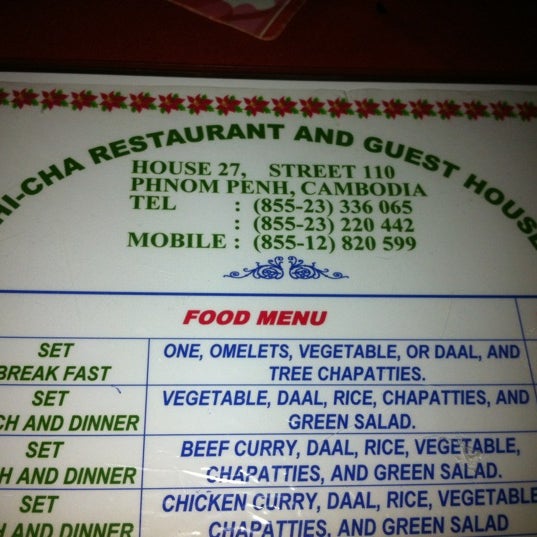 HI-CHA RESTAURANT AND GUEST HOUSE
HOUSE 27, STREET 110
PHNOM PENH, CAMBODIA
TEL : (855-23) 336 065
: (855-23) 220 442
MOBILE : (855-12) 820 599
FOOD MENU
SET
BREAK FAST
ONE, OMELETS, VEGETABLE, OR DAAL, AND
TREE CHAPATTIES.
SET
CH AND DINNER
VEGETABLE, DAAL, RICE, CHAPATTIES, AND
GREEN SALAD.
SET
H AND DINNER
BEEF CURRY, DAAL, RICE, VEGETABLE,
CHAPATTIES, AND GREEN SALAD.
SET
H AND DINNER
CHICKEN CURRY, DAAL, RICE, VEGETABLE
CHAPATTIES, AND GREEN SALAD